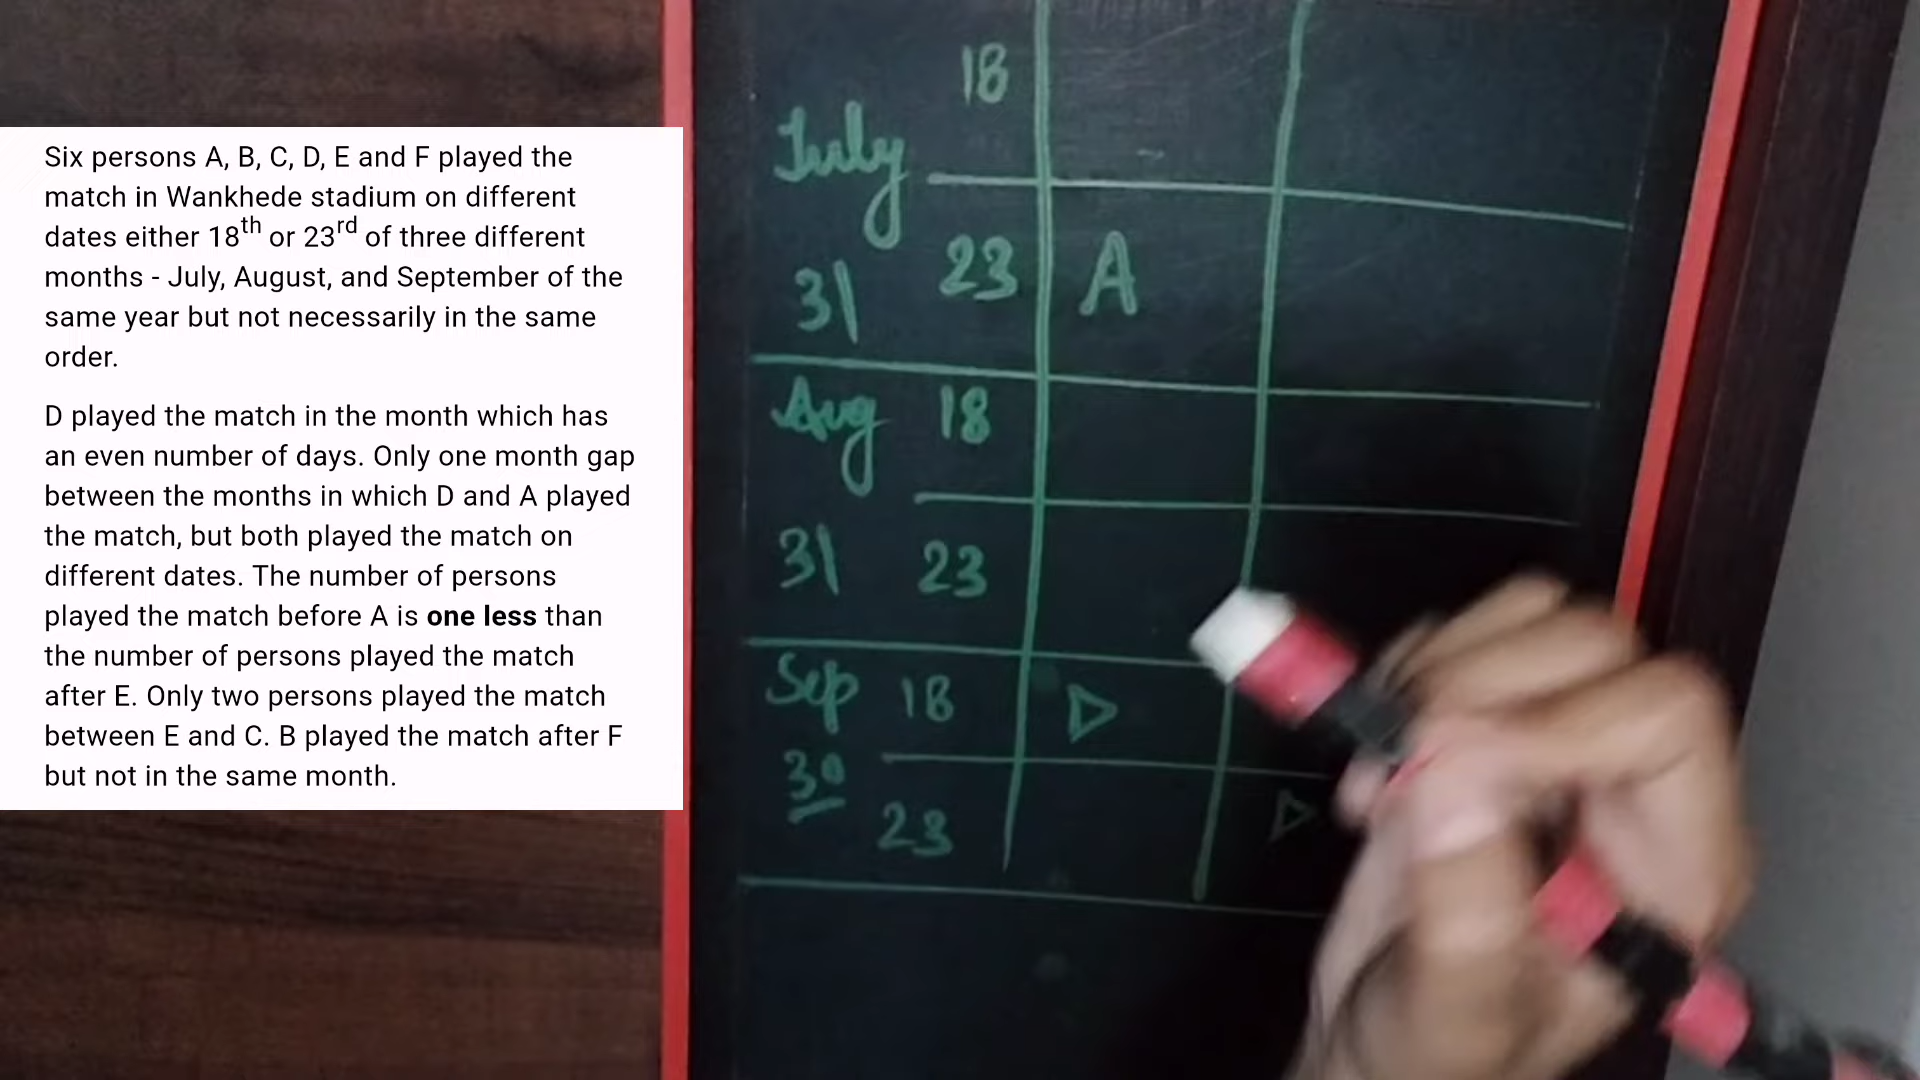 Six persons A, B, C, D, E and F played the
match in Wankhede stadium on different
dates either 18th or 23rd of three different
months - July, August, and September of the
same year but not necessarily in the same
order.
D played the match in the month which has
an even number of days. Only one month gap
between the months in which D and A played
the match, but both played the match on
different dates. The number of persons
played the match before A is one less than
the number of persons played the match
after E. Only two persons played the match
between E and C. B played the match after F
but not in the same month.
18
July
23 A
31
Aug 18
31 23
Sep 18 D
30
23 D